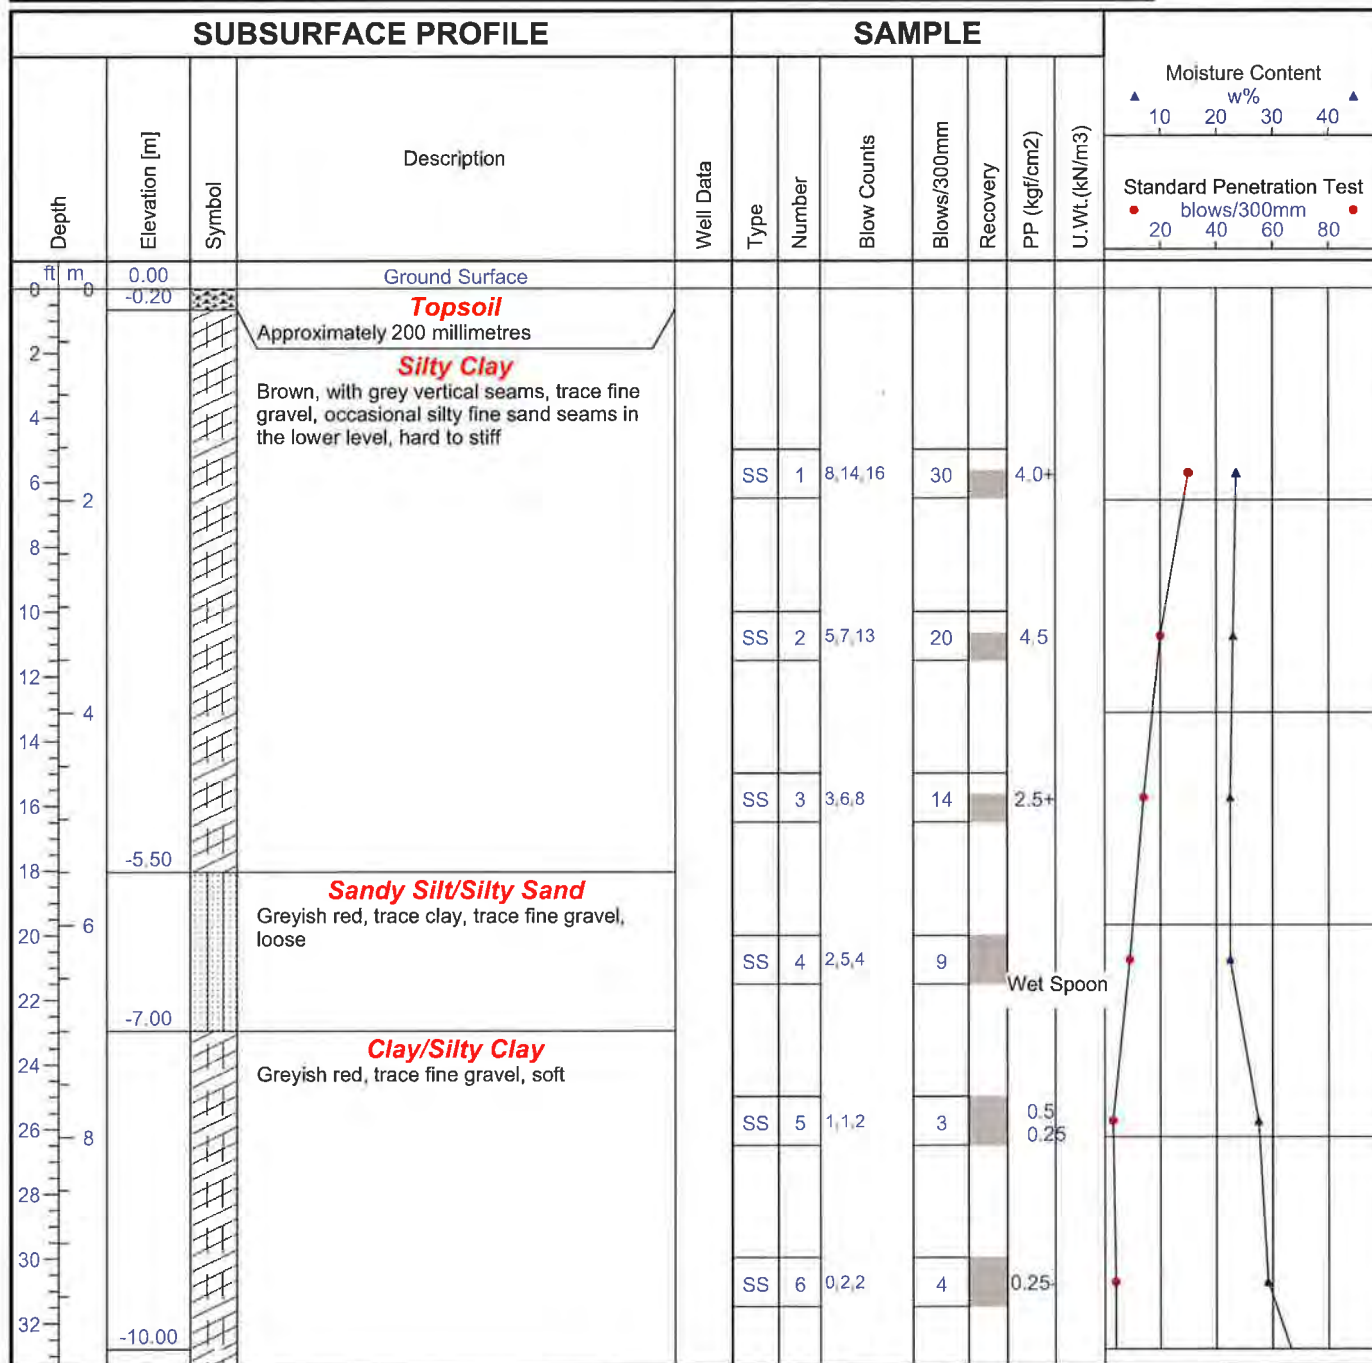 SUBSURFACE PROFILE
SAMPLE
Depth
Elevation [m]
Symbol
Description
Well Data
Type
Number
Blow Counts
Blows/300mm
Recovery
PP (kgf/cm2)
U.Wt.(kN/m3)
Moisture Content
w%
10 20 30 40
Standard Penetration Test
blows/300mm
20 40 60 80
ft m 0.00 Ground Surface
0 0 -0.20
Topsoil
Approximately 200 millimetres
2
Silty Clay
Brown, with grey vertical seams, trace fine
gravel, occasional silty fine sand seams in
the lower level, hard to stiff
4
6 SS 1 8,14,16 30 4.0+
2
8
10
SS 2 5,7,13 20 4.5
12
4
14
16 SS 3 3,6,8 14 2.5+
-5.50
18
Sandy Silt/Silty Sand
Greyish red, trace clay, trace fine gravel,
loose
6
20
SS 4 2,5,4 9
Wet Spoon
22
-7.00
Clay/Silty Clay
Greyish red, trace fine gravel, soft
24
26 SS 5 1,1,2 3 0.5
8 0.25
28
30
SS 6 0,2,2 4 0.25
32
-10.00